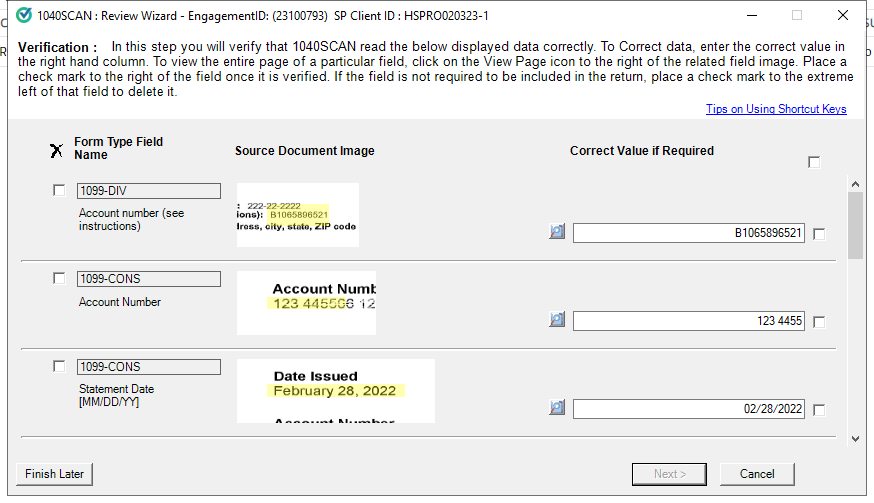 1040SCAN : Review Wizard - EngagementID: (23100793) SP Client ID : HSPRO020323-1
Verification : In this step you will verify that 1040SCAN read the below displayed data correctly. To Correct data, enter the correct value in
the right hand column. To view the entire page of a particular field, click on the View Page icon to the right of the related field image. Place a
check mark to the right of the field once it is verified. If the field is not required to be included in the return, place a check mark to the extreme
left of that field to delete it.
Tips on Using Shortcut Keys
X Form Type Field
Name
Source Document Image
Correct Value if Required
1099-DIV
Account number (see
instructions)
: 222-22-2222
ions): B1065896521
dress, city, state, ZIP code
B1065896521
1099-CONS
Account Number
Account Numb
123 445506 12
123 4455
1099-CONS
Statement Date
[MM/DD/YY]
Date Issued
February 28, 2022
Account Number
02/28/2022
Finish Later
Next >
Cancel